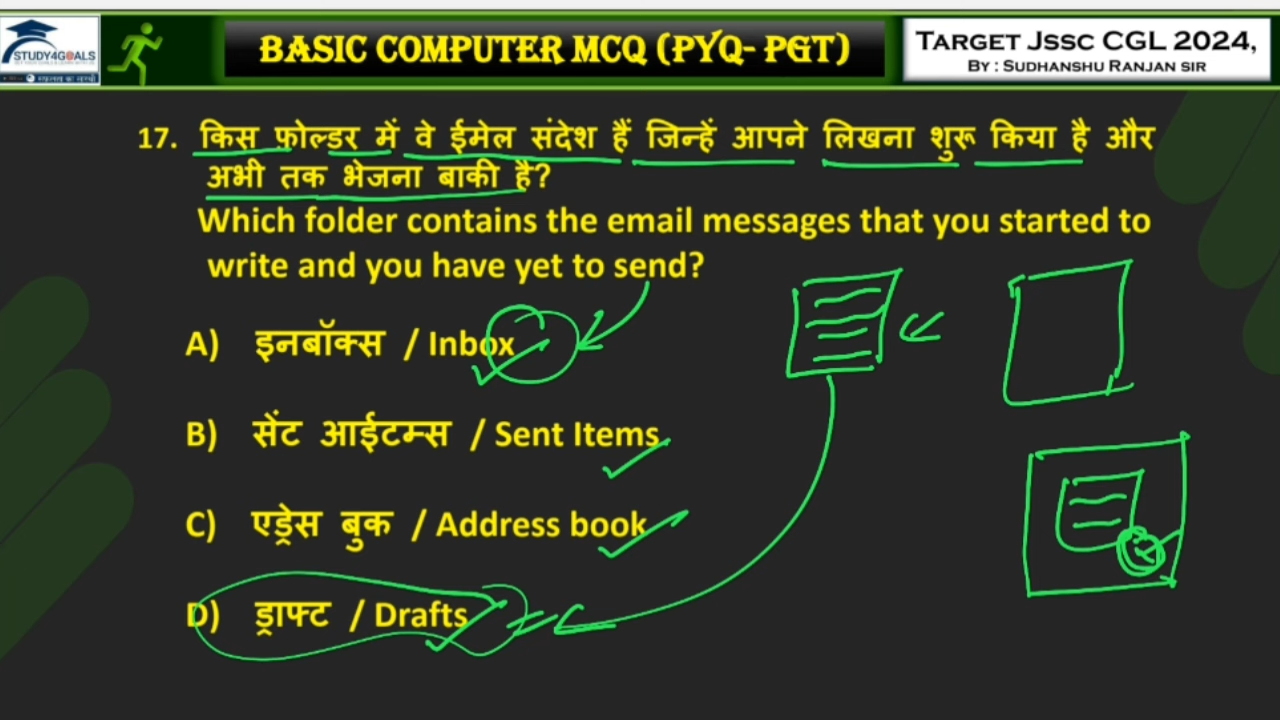 STUDY4GOALS
BASIC COMPUTER MCQ (PYQ- PGT)
TARGET JSSC CGL 2024,
BY : SUDHANSHU RANJAN SIR
17. किस फ़ोल्डर में वे ईमेल संदेश हैं जिन्हें आपने लिखना शुरू किया है और
अभी तक भेजना बाकी है?
Which folder contains the email messages that you started to
write and you have yet to send?
A) इनबॉक्स / Inbox
B) सेंट आईटम्स / Sent Items
C) एड्रेस बुक / Address book
D) ड्राफ्ट / Drafts